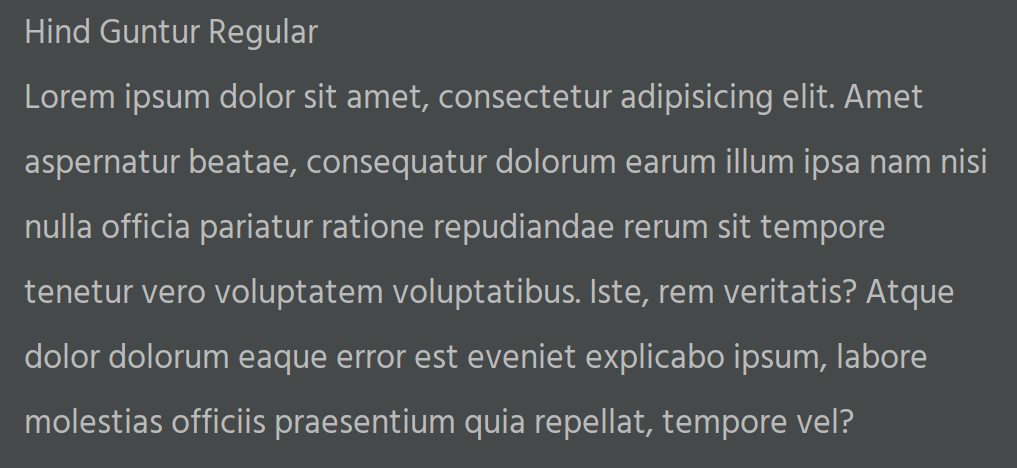 Hind Guntur Regular
Lorem ipsum dolor sit amet, consectetur adipisicing elit. Amet
aspernatur beatae, consequatur dolorum earum illum ipsa nam nisi
nulla officia pariatur ratione repudiandae rerum sit tempore
tenetur vero voluptatem voluptatibus. Iste, rem veritatis? Atque
dolor dolorum eaque error est eveniet explicabo ipsum, labore
molestias officiis praesentium quia repellat, tempore vel?